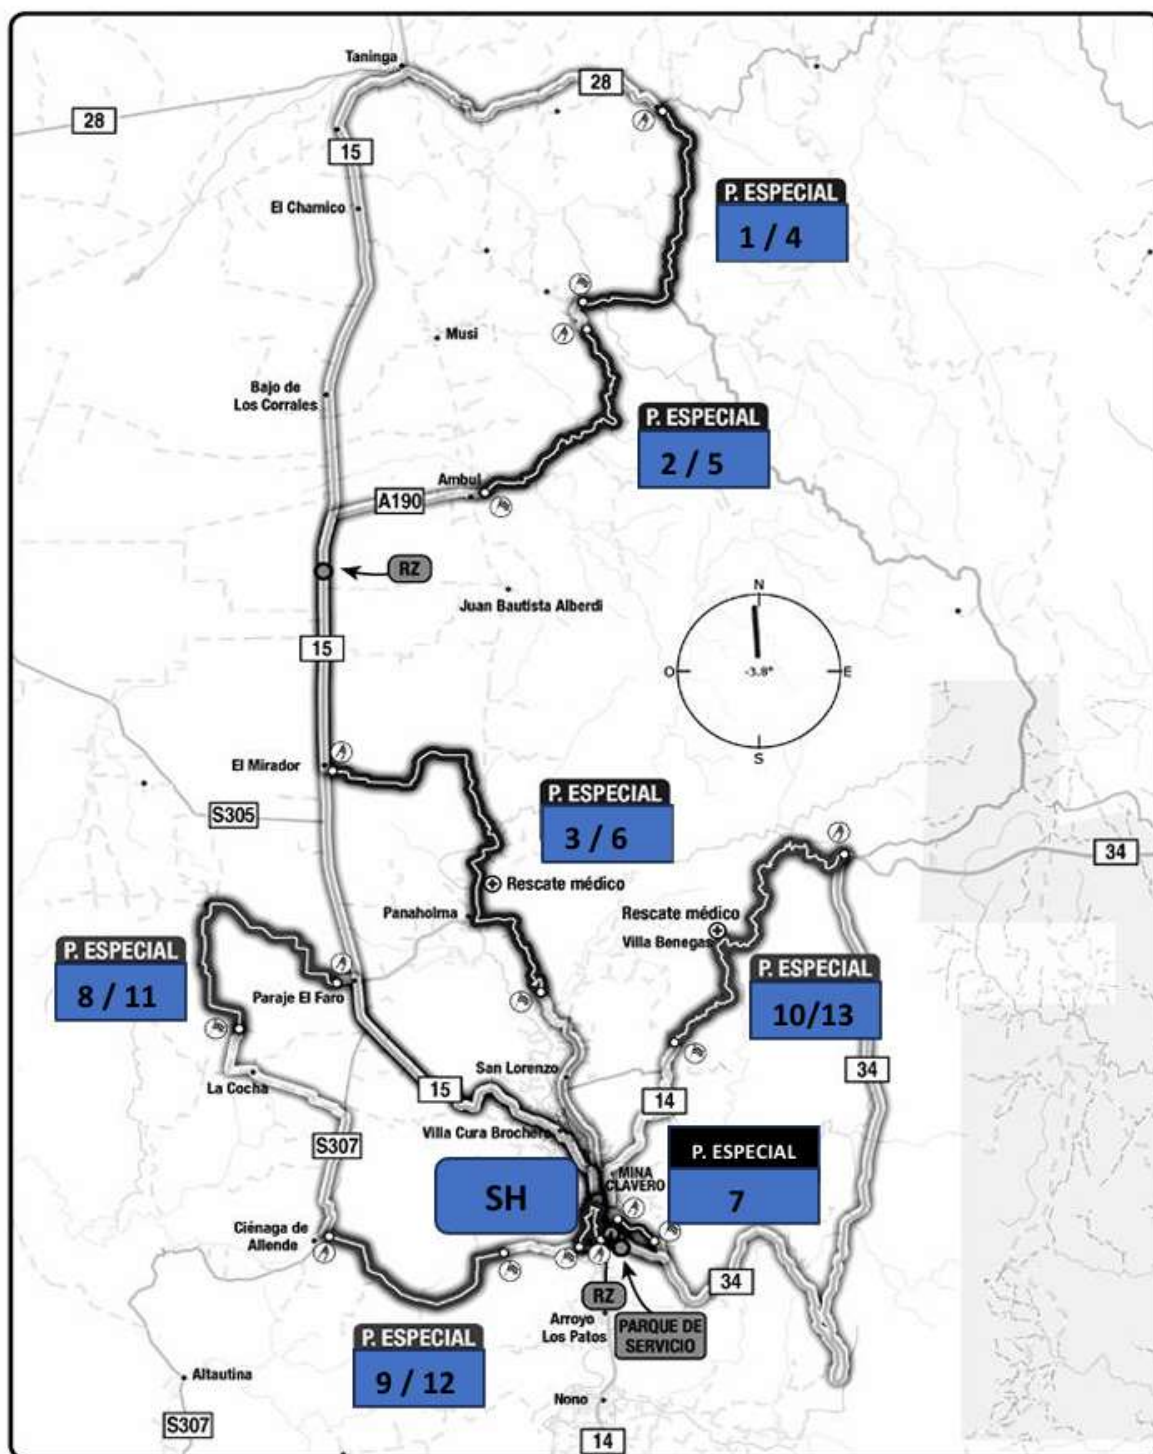 Taninga
28
28
15
P. ESPECIAL
1 / 4
El Chamico
Musi
Bajo de
Los Corrales
P. ESPECIAL
2 / 5
Ambul
A190
RZ
Juan Bautista Alberdi
N
O
E
S
-3.8°
15
El Mirador
S305
P. ESPECIAL
3 / 6
34
Rescate médico
Panaholma
Rescate médico
Villa Benegas
P. ESPECIAL
8 / 11
Paraje El Faro
P. ESPECIAL
10/13
La Cocha
San Lorenzo
15
14
34
S307
Villa Cura Brochero
P. ESPECIAL
7
MINA
CLAVERO
SH
Ciénaga de
Allende
34
RZ
Arroyo
Los Patos
PARQUE DE
SERVICIO
P. ESPECIAL
9 / 12
Altautina
Nono
S307
14